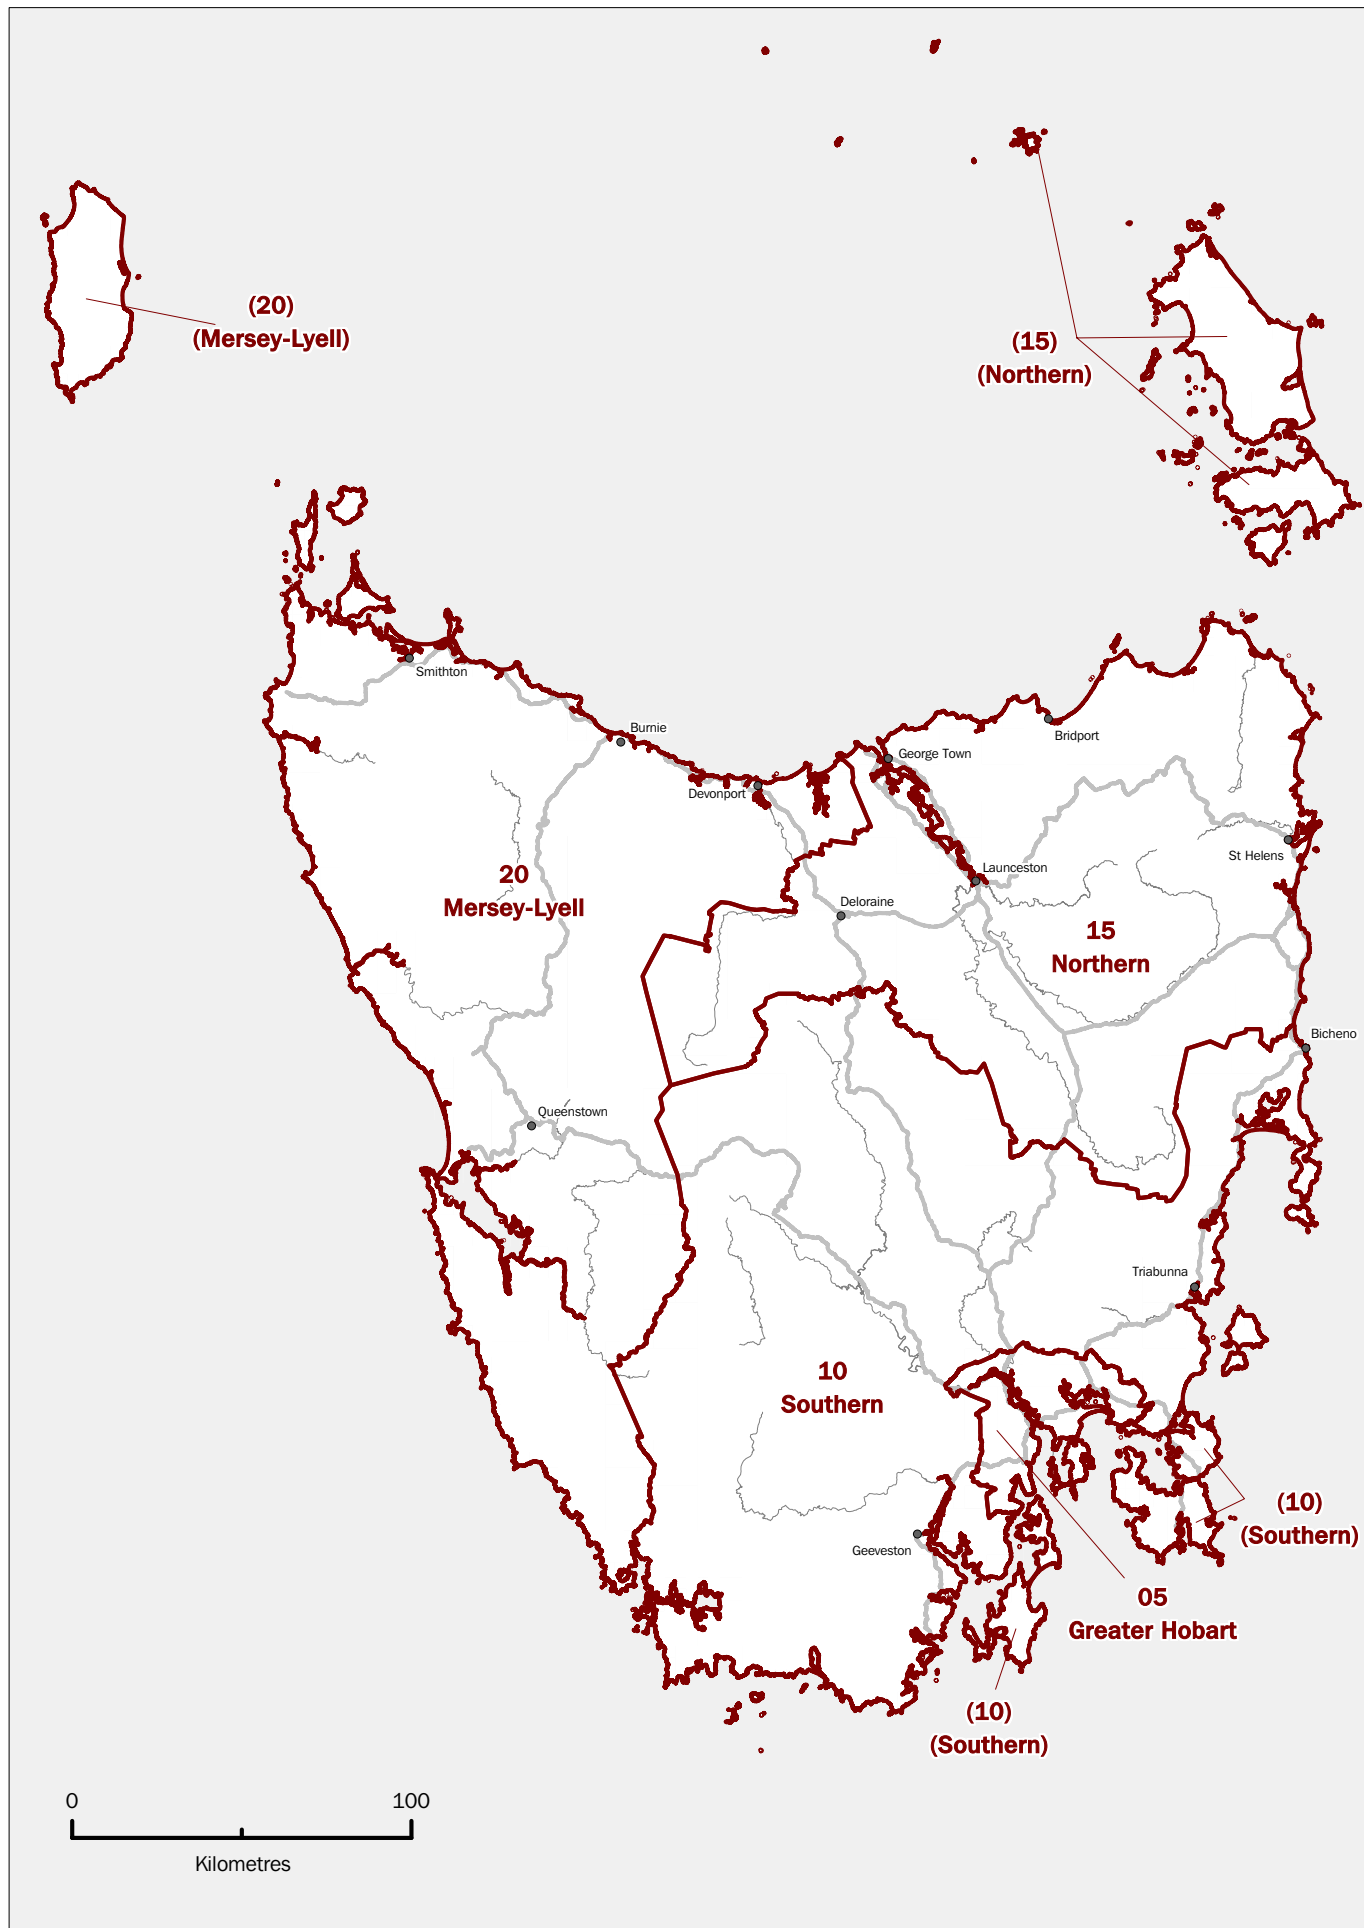 (20)
(Mersey-Lyell)
(15)
(Northern)
Smithton
Burnie
Bridport
George Town
Devonport
St Helens
Launceston
20
Mersey-Lyell
Deloraine
15
Northern
Bicheno
Queenstown
Triabunna
10
Southern
(10)
(Southern)
Geeveston
05
Greater Hobart
(10)
(Southern)
0
100
Kilometres